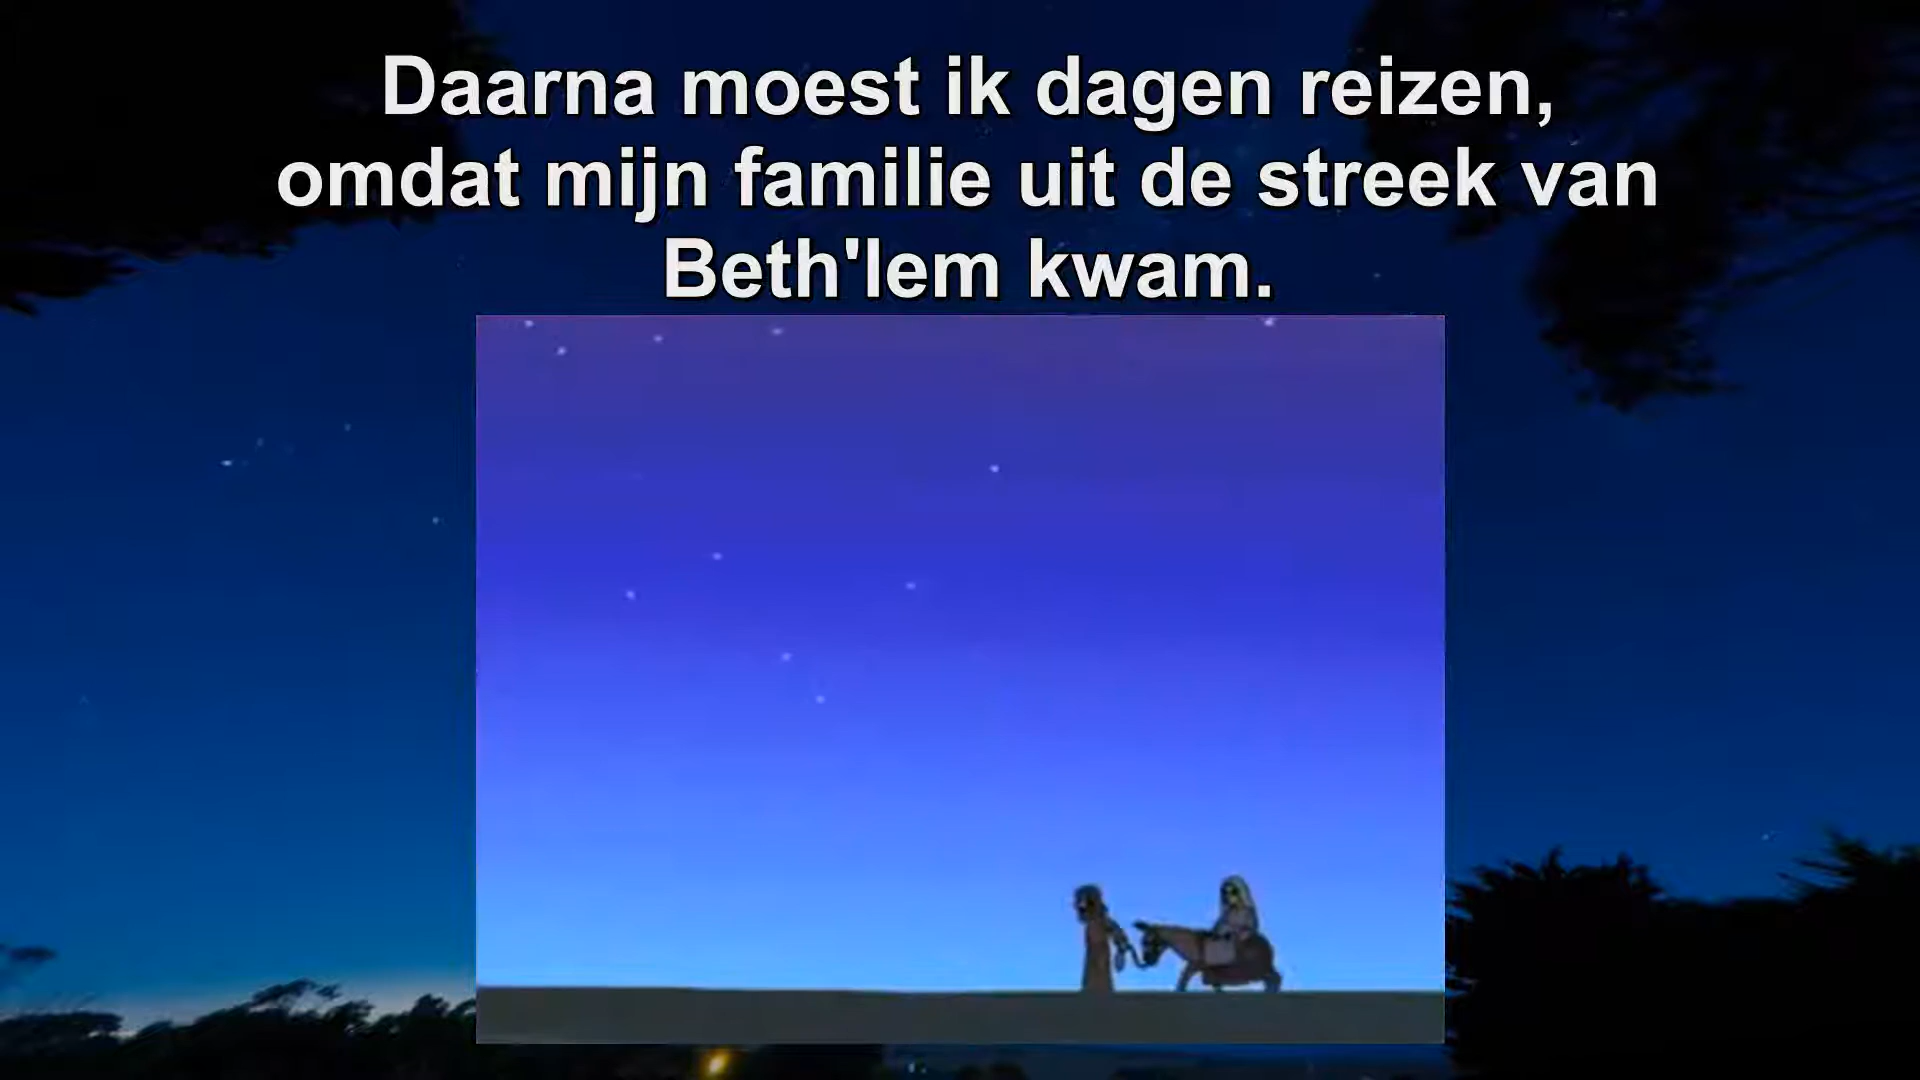 Daarna moest ik dagen reizen,
omdat mijn familie uit de streek van
Beth'lem kwam.